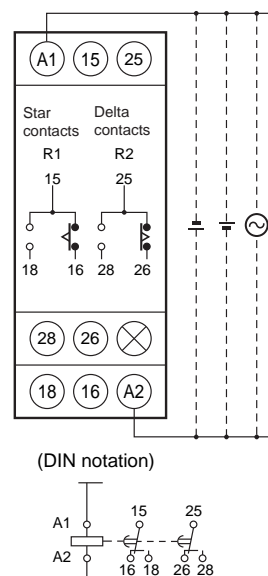 A1 15 25
Star Delta
contacts contacts
R1 R2
15 25
18 16 28 26
28 26
18 16 A2
(DIN notation)
A1 15 25
A2
16 18 26 28